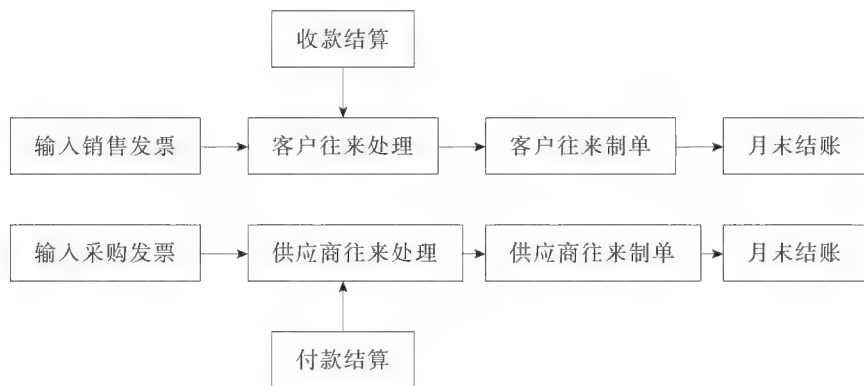 收款结算
输入销售发票
客户往来处理
客户往来制单
月末结账
输入采购发票
供应商往来处理
供应商往来制单
月末结账
付款结算